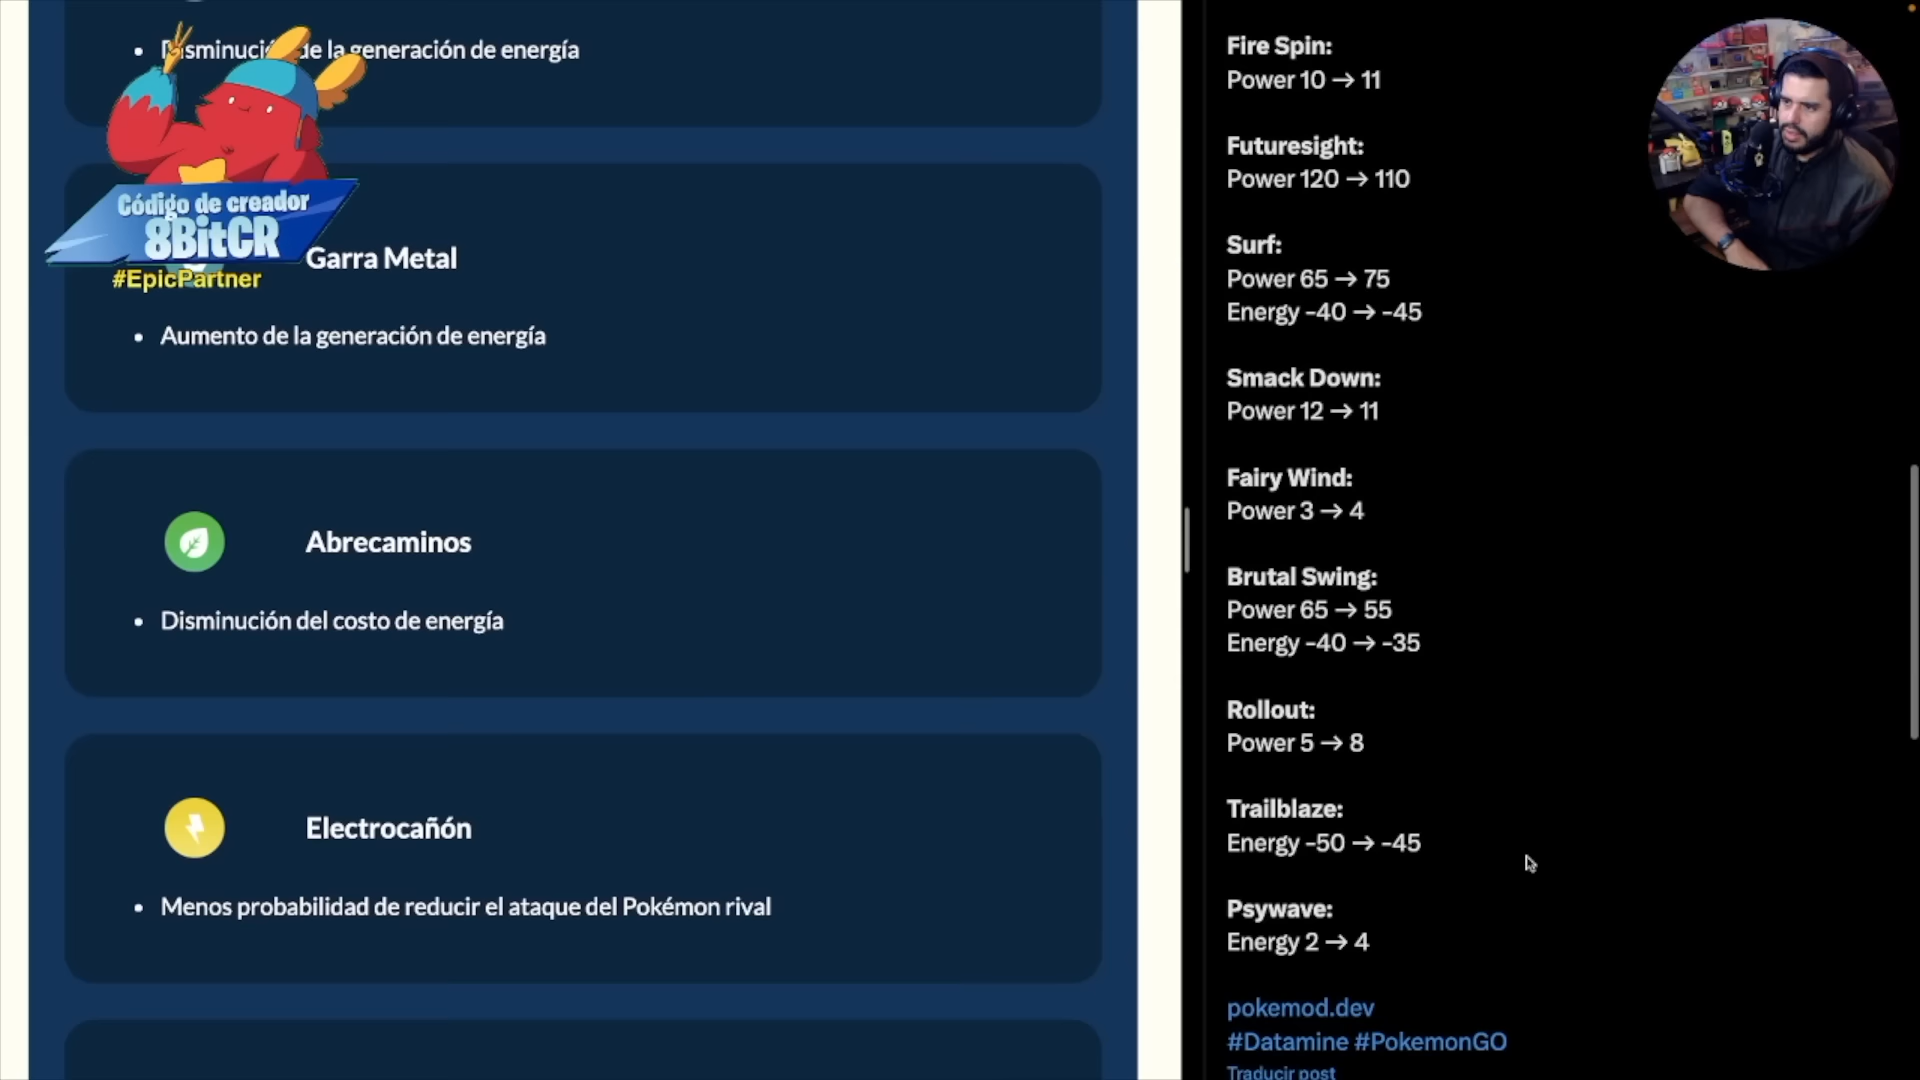 Disminución de la generación de energía
Código de creador
8BitCR
#EpicPartner
Garra Metal
Aumento de la generación de energía
Abrecaminos
Disminución del costo de energía
Electrocañón
Menos probabilidad de reducir el ataque del Pokémon rival
Fire Spin:
Power 10 → 11
Futuresight:
Power 120 → 110
Surf:
Power 65 → 75
Energy -40 → -45
Smack Down:
Power 12 → 11
Fairy Wind:
Power 3 → 4
Brutal Swing:
Power 65 → 55
Energy -40 → -35
Rollout:
Power 5 → 8
Trailblaze:
Energy -50 → -45
Psywave:
Energy 2 → 4
pokemod.dev
#Datamine #PokemonGO
Traducir post